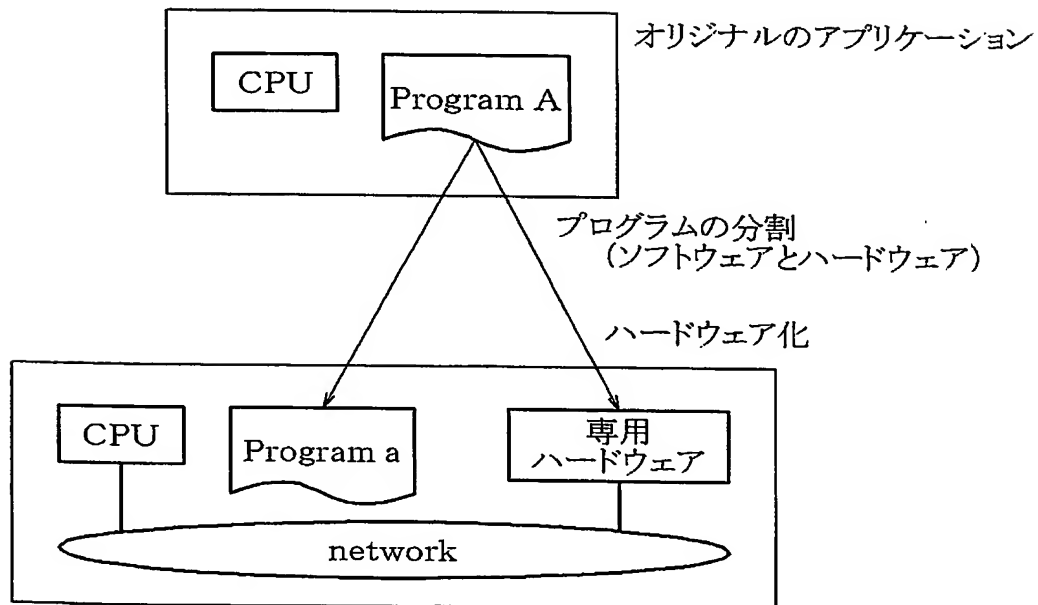 オリジナルのアプリケーション
CPU
Program A
プログラムの分割
(ソフトウェアとハードウェア)
ハードウェア化
CPU
Program a
専用
ハードウェア
network